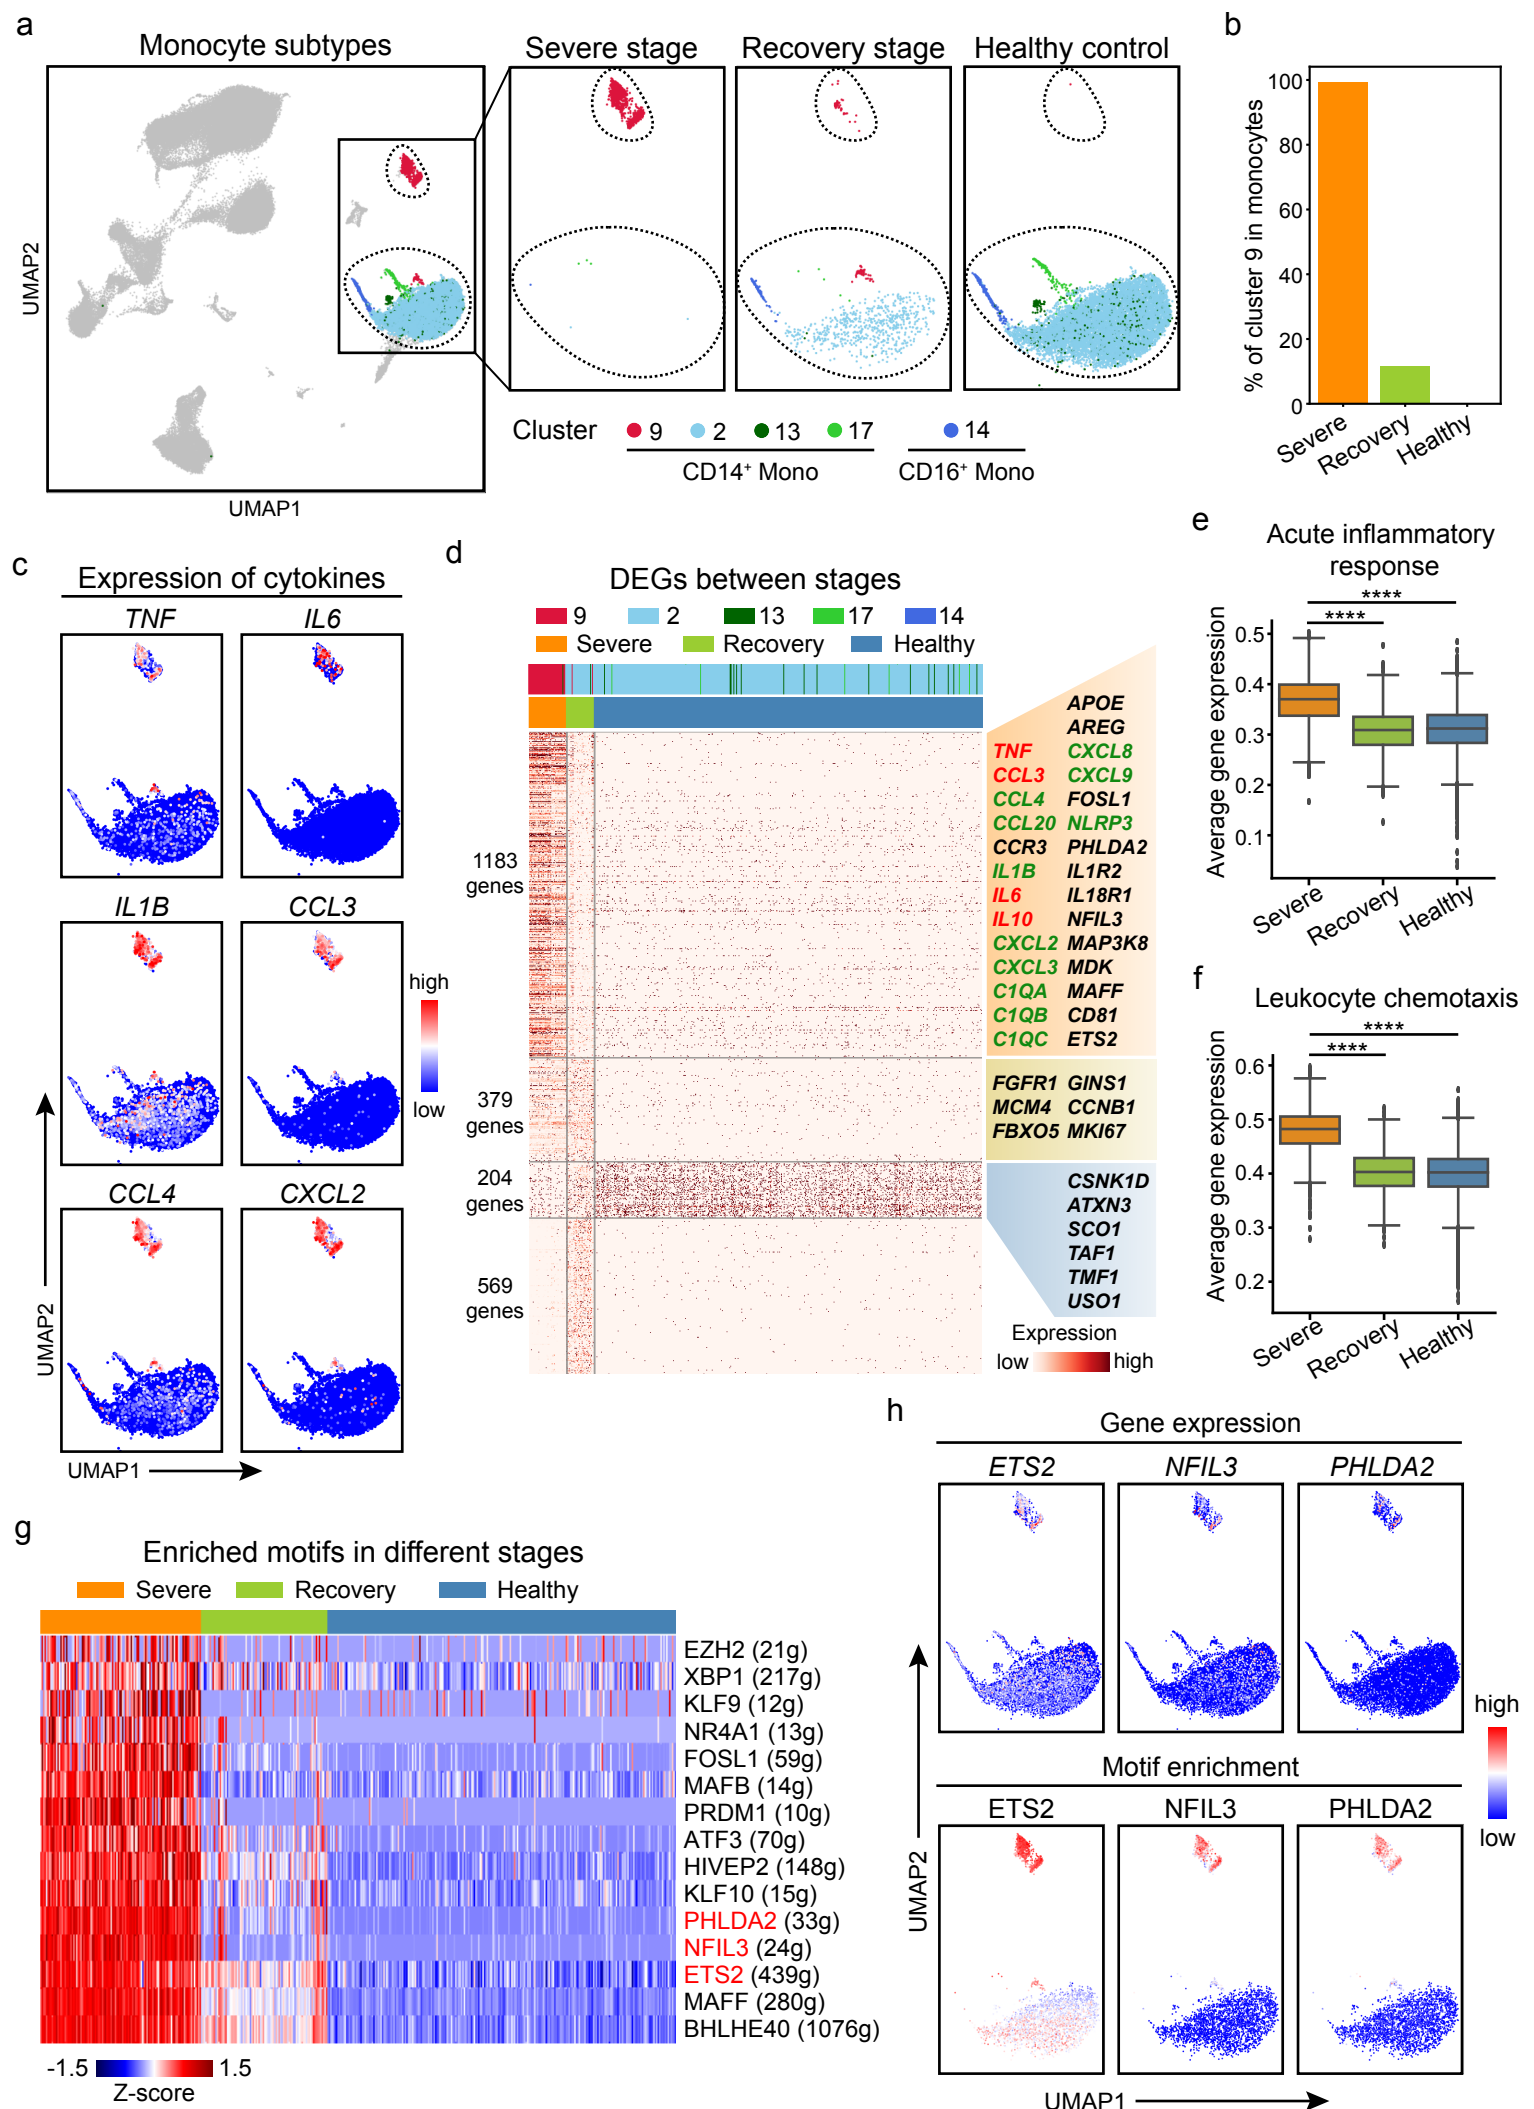 a
Monocyte subtypes
Severe stage
Recovery stage
Healthy control
UMAP2
UMAP1
Cluster
9
2
13
17
14
CD14⁺ Mono
CD16⁺ Mono
b
% of cluster 9 in monocytes
100
80
60
40
20
0
Severe
Recovery
Healthy
c
Expression of cytokines
TNF
IL6
IL1B
CCL3
CCL4
CXCL2
high
low
UMAP2
UMAP1
d
DEGs between stages
9
2
13
17
14
Severe
Recovery
Healthy
1183 genes
379 genes
204 genes
569 genes
APOE
AREG
TNF CXCL8
CCL3 CXCL9
CCL4 FOSL1
CCL20 NLRP3
CCR3 PHLDA2
IL1B IL1R2
IL6 IL18R1
IL10 NFIL3
CXCL2 MAP3K8
CXCL3 MDK
C1QA MAFF
C1QB CD81
C1QC ETS2
FGFR1 GINS1
MCM4 CCNB1
FBXO5 MKI67
CSNK1D
ATXN3
SCO1
TAF1
TMF1
USO1
Expression
low
high
e
Acute inflammatory
response
****
****
Average gene expression
0.5
0.4
0.3
0.2
0.1
Severe
Recovery
Healthy
f
Leukocyte chemotaxis
****
****
Average gene expression
0.6
0.5
0.4
0.3
0.2
Severe
Recovery
Healthy
g
Enriched motifs in different stages
Severe
Recovery
Healthy
EZH2 (21g)
XBP1 (217g)
KLF9 (12g)
NR4A1 (13g)
FOSL1 (59g)
MAFB (14g)
PRDM1 (10g)
ATF3 (70g)
HIVEP2 (148g)
KLF10 (15g)
PHLDA2 (33g)
NFIL3 (24g)
ETS2 (439g)
MAFF (280g)
BHLHE40 (1076g)
-1.5
1.5
Z-score
h
Gene expression
ETS2
NFIL3
PHLDA2
Motif enrichment
ETS2
NFIL3
PHLDA2
high
low
UMAP2
UMAP1